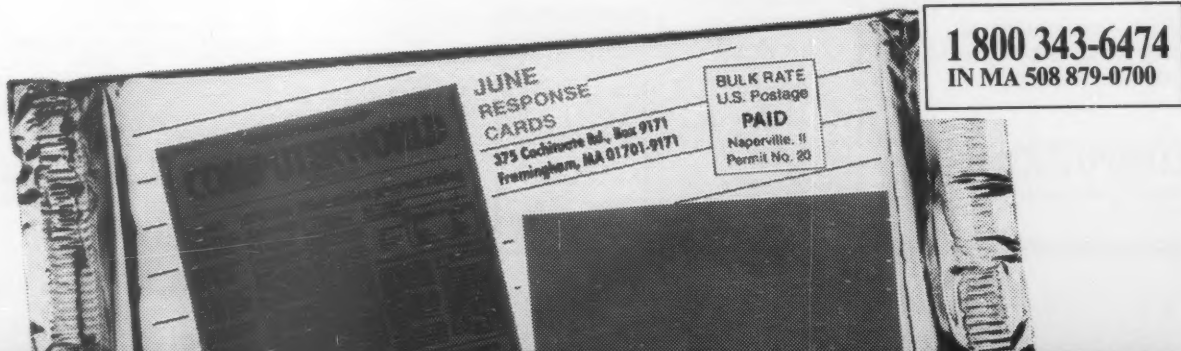 1 800 343-6474
IN MA 508 879-0700
JUNE
RESPONSE
CARDS
375 Cochituate Rd., Box 9171
Framingham, MA 01701-9171
BULK RATE
U.S. Postage
PAID
Naperville, Il
Permit No. 20
COMPUTERWORLD